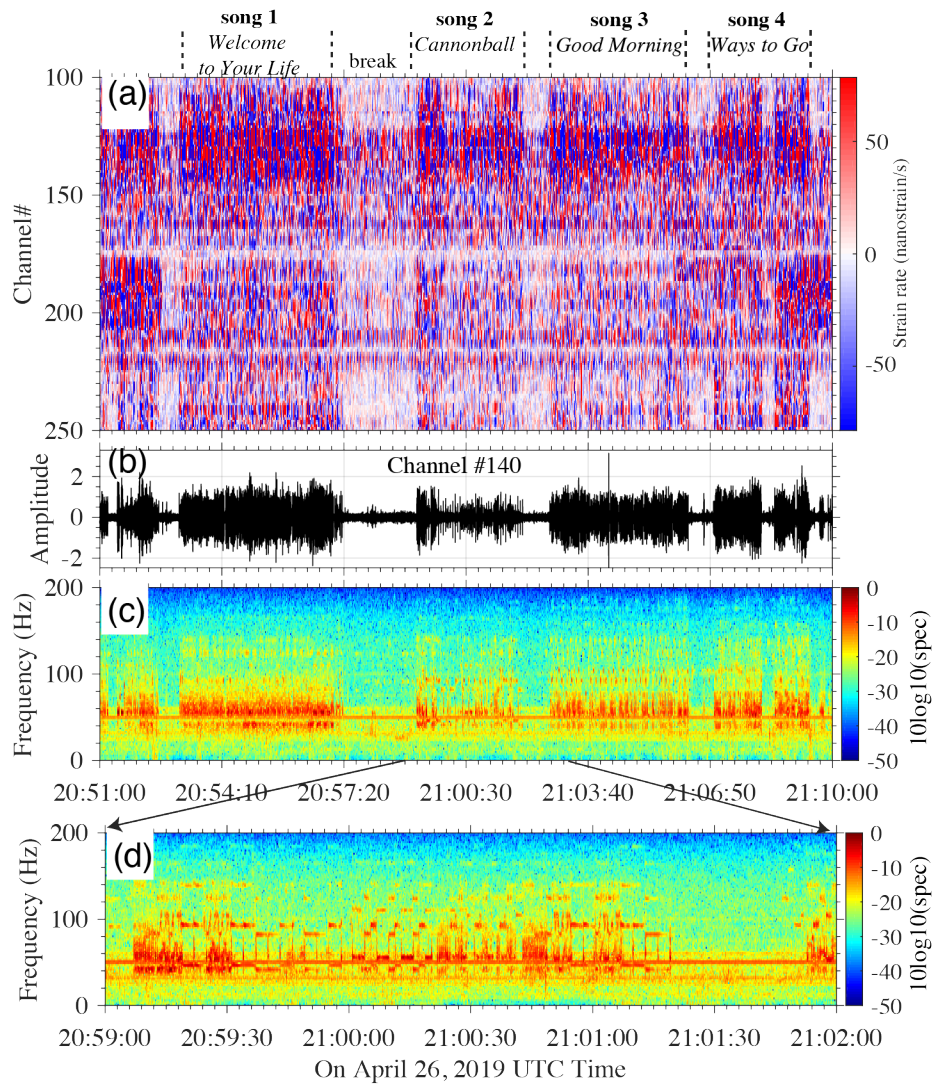 song 1 song 2 song 3 song 4
Welcome Cannonball Good Morning Ways to Go
to Your Life break
(a)
100
150
200
250
Channel#
50
0
-50
Strain rate (nanostrain/s)
(b) Channel #140
2
0
-2
Amplitude
(c)
200
100
0
Frequency (Hz)
0
-10
-20
-30
-40
-50
10log10(spec)
20:51:00 20:54:10 20:57:20 21:00:30 21:03:40 21:06:50 21:10:00
(d)
200
100
0
Frequency (Hz)
0
-10
-20
-30
-40
-50
10log10(spec)
20:59:00 20:59:30 21:00:00 21:00:30 21:01:00 21:01:30 21:02:00
On April 26, 2019 UTC Time